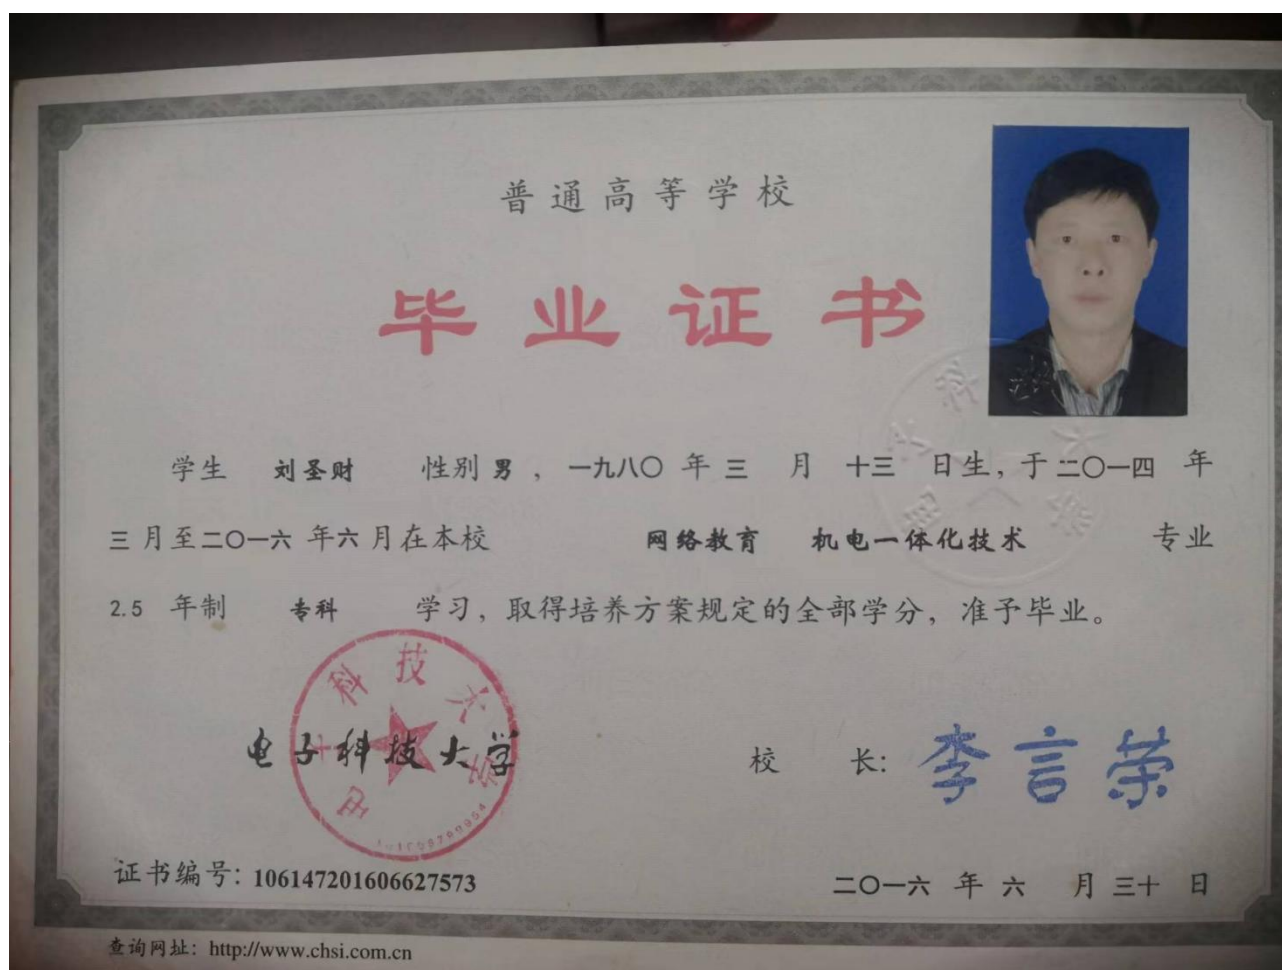 普通高等学校
毕业证书
学生 刘圣财 性别 男 ，一九八〇 年 三 月 十三 日生，于 二〇一四 年
三 月至二〇一六 年六 月在本校 网络教育 机电一体化技术 专业
2.5 年制 专科 学习，取得培养方案规定的全部学分，准予毕业。
电子科技大学
电子科技大学
校 长：李言荣
证书编号：106147201606627573
二〇一六 年 六 月 三十 日
查询网址：http://www.chsi.com.cn